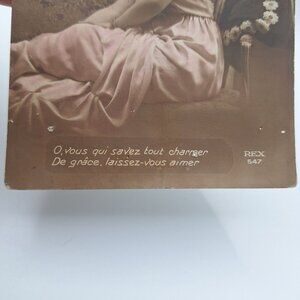 O, vous qui savez tout charmer
De grâce, laissez-vous aimer
REX
547